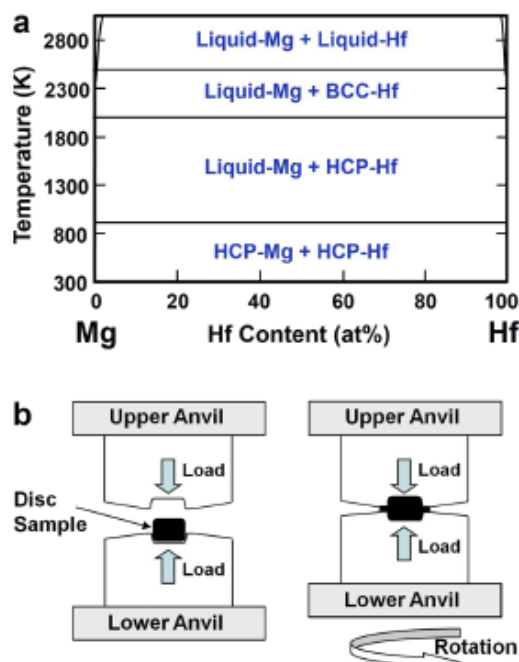 a
Temperature (K)
2800
2300
1800
1300
800
300
Liquid-Mg + Liquid-Hf
Liquid-Mg + BCC-Hf
Liquid-Mg + HCP-Hf
HCP-Mg + HCP-Hf
0 20 40 60 80 100
Mg Hf Content (at%) Hf
b
Upper Anvil
Load
Disc
Sample
Load
Lower Anvil
Upper Anvil
Load
Load
Lower Anvil
Rotation